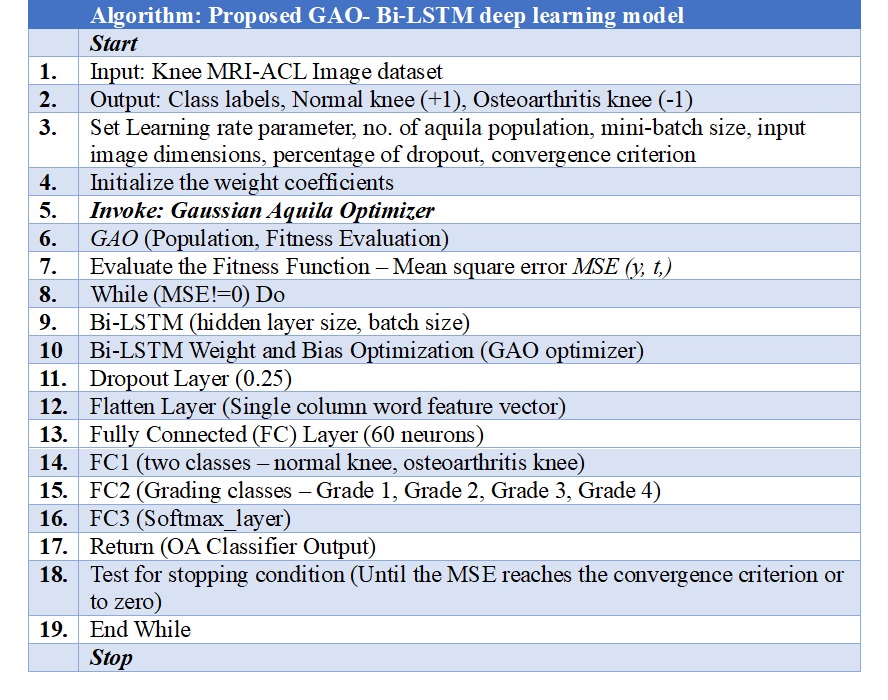 Algorithm: Proposed GAO- Bi-LSTM deep learning model
Start
1. Input: Knee MRI-ACL Image dataset
2. Output: Class labels, Normal knee (+1), Osteoarthritis knee (-1)
3. Set Learning rate parameter, no. of aquila population, mini-batch size, input
image dimensions, percentage of dropout, convergence criterion
4. Initialize the weight coefficients
5. Invoke: Gaussian Aquila Optimizer
6. GAO (Population, Fitness Evaluation)
7. Evaluate the Fitness Function – Mean square error MSE (y, t,)
8. While (MSE!=0) Do
9. Bi-LSTM (hidden layer size, batch size)
10 Bi-LSTM Weight and Bias Optimization (GAO optimizer)
11. Dropout Layer (0.25)
12. Flatten Layer (Single column word feature vector)
13. Fully Connected (FC) Layer (60 neurons)
14. FC1 (two classes – normal knee, osteoarthritis knee)
15. FC2 (Grading classes – Grade 1, Grade 2, Grade 3, Grade 4)
16. FC3 (Softmax_layer)
17. Return (OA Classifier Output)
18. Test for stopping condition (Until the MSE reaches the convergence criterion or
to zero)
19. End While
Stop